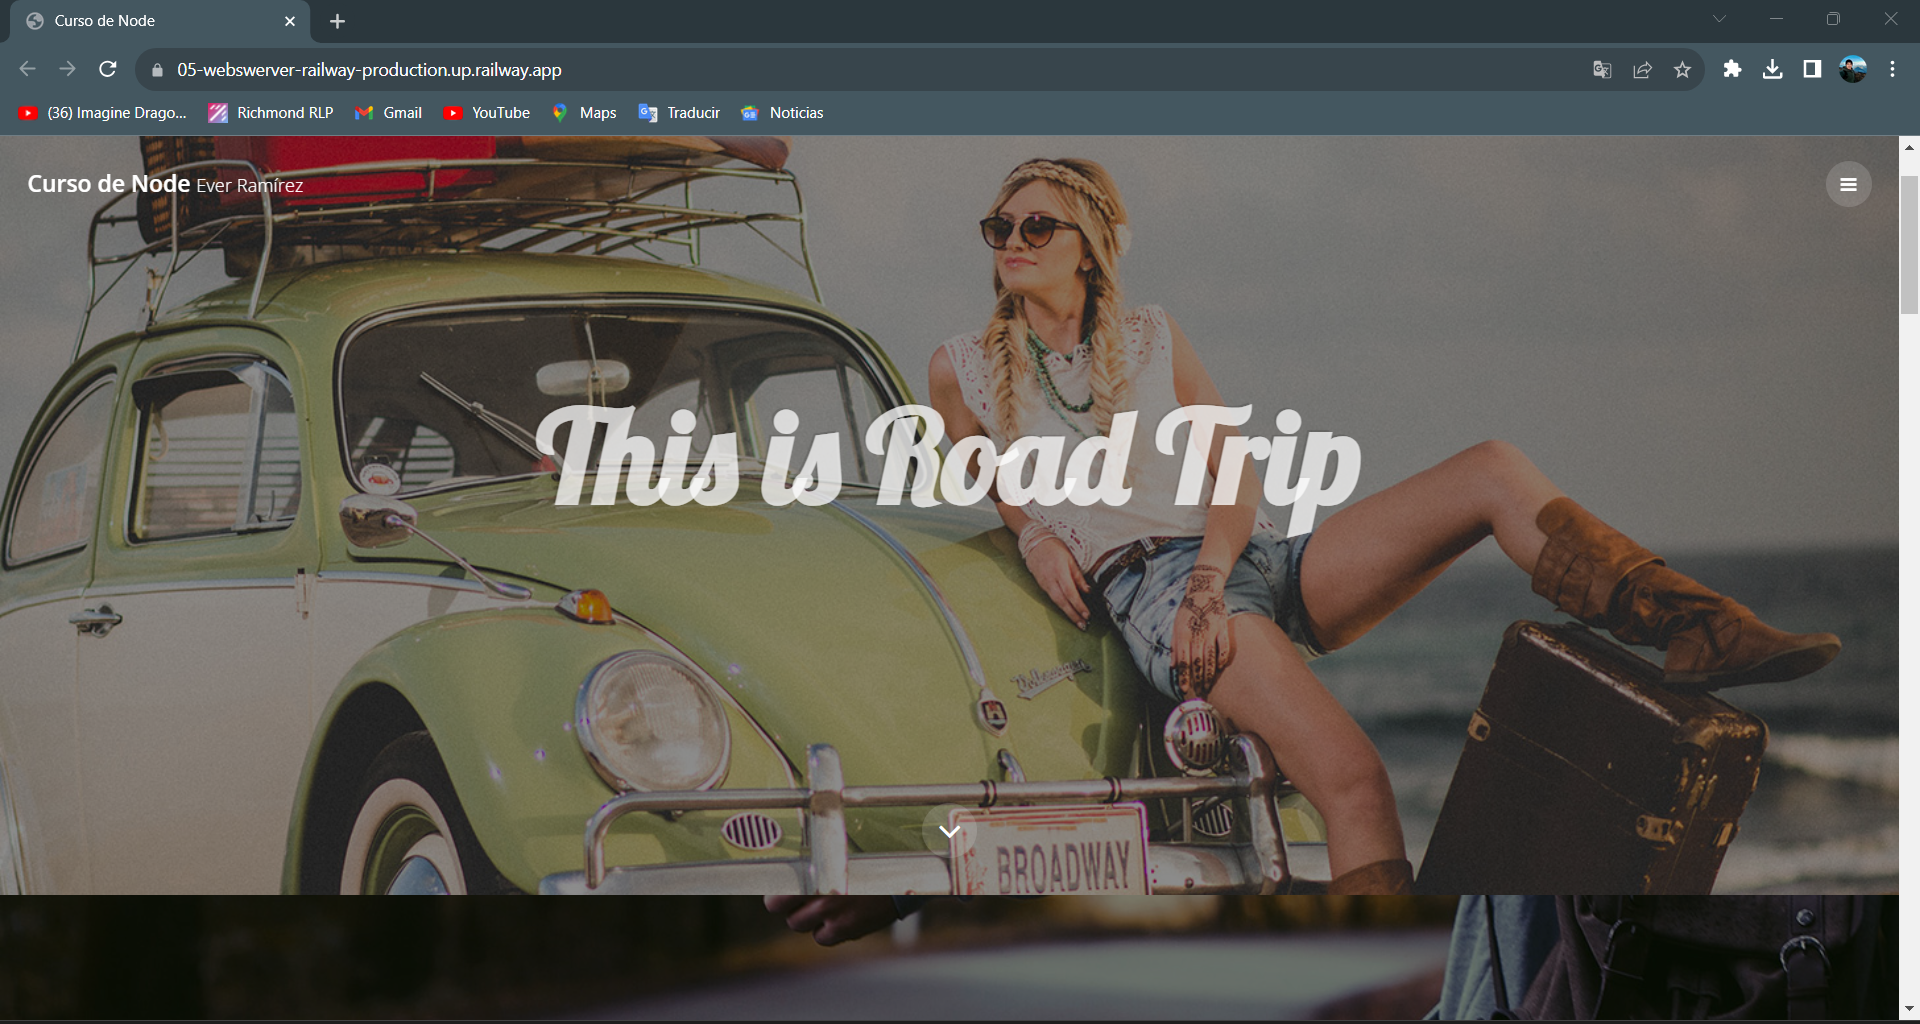 Curso de Node
05-webswerver-railway-production.up.railway.app
(36) Imagine Drago... Richmond RLP Gmail YouTube Maps Traducir Noticias
Curso de Node Ever Ramírez
This is Road Trip
Volkswagen
BROADWAY